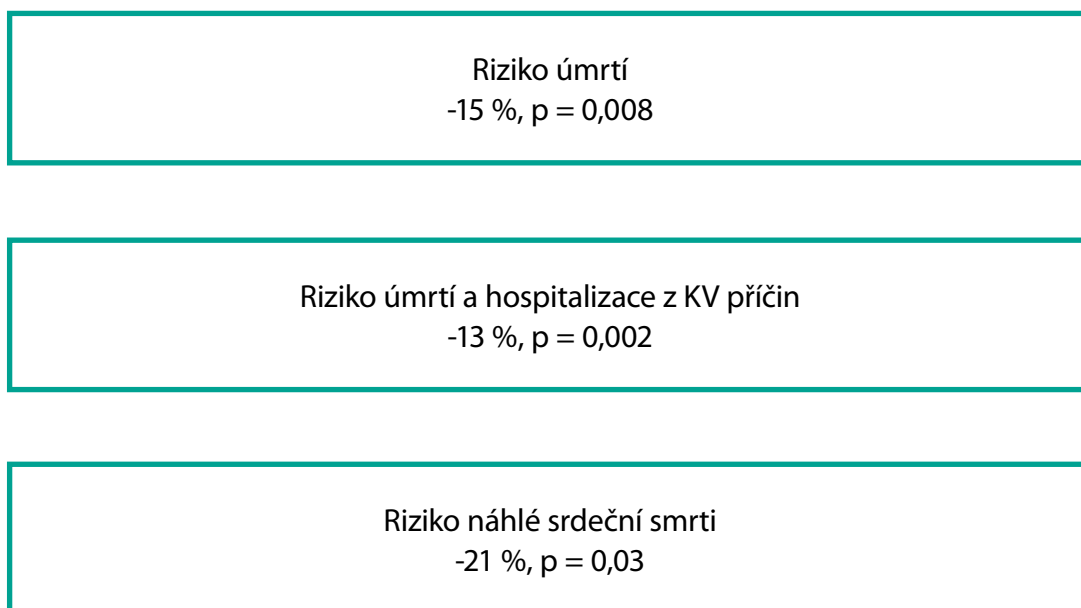 Riziko úmrtí
-15 %, p = 0,008
Riziko úmrtí a hospitalizace z KV příčin
-13 %, p = 0,002
Riziko náhlé srdeční smrti
-21 %, p = 0,03